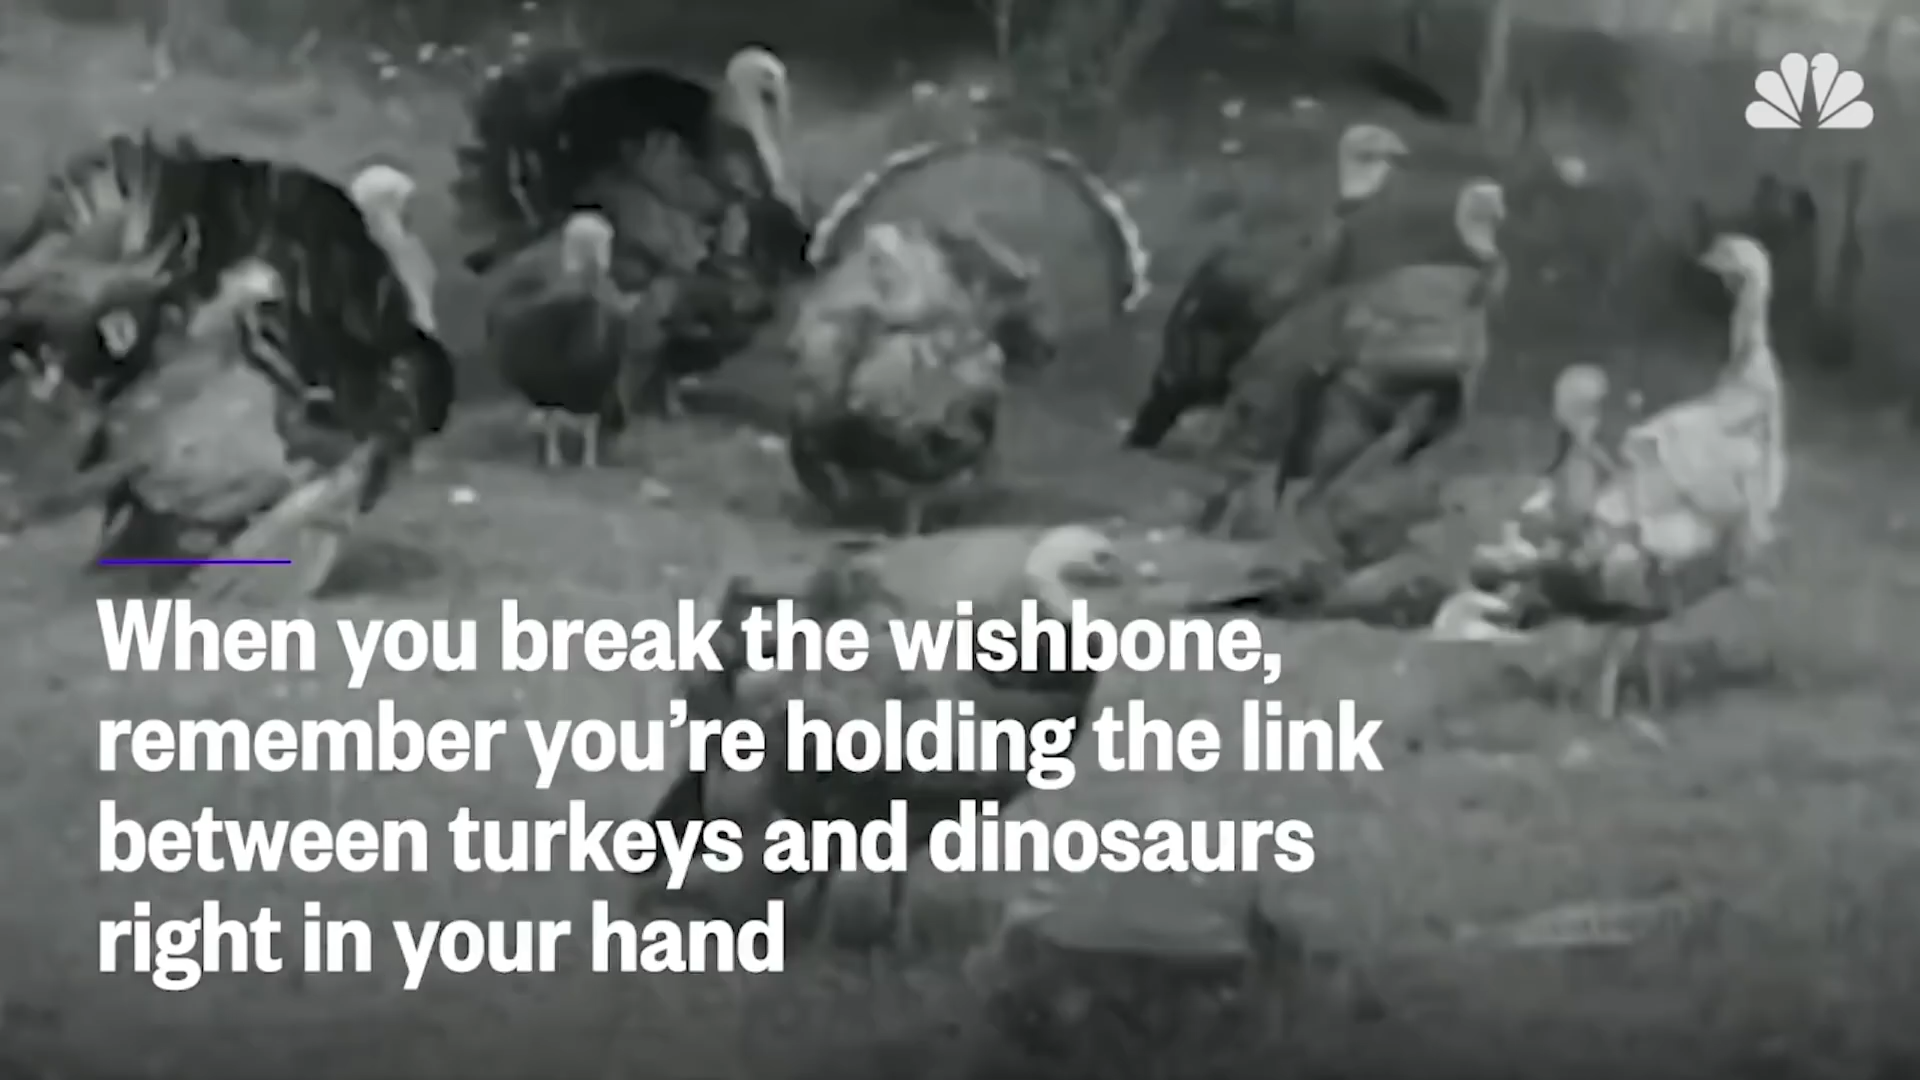 When you break the wishbone,
remember you’re holding the link
between turkeys and dinosaurs
right in your hand